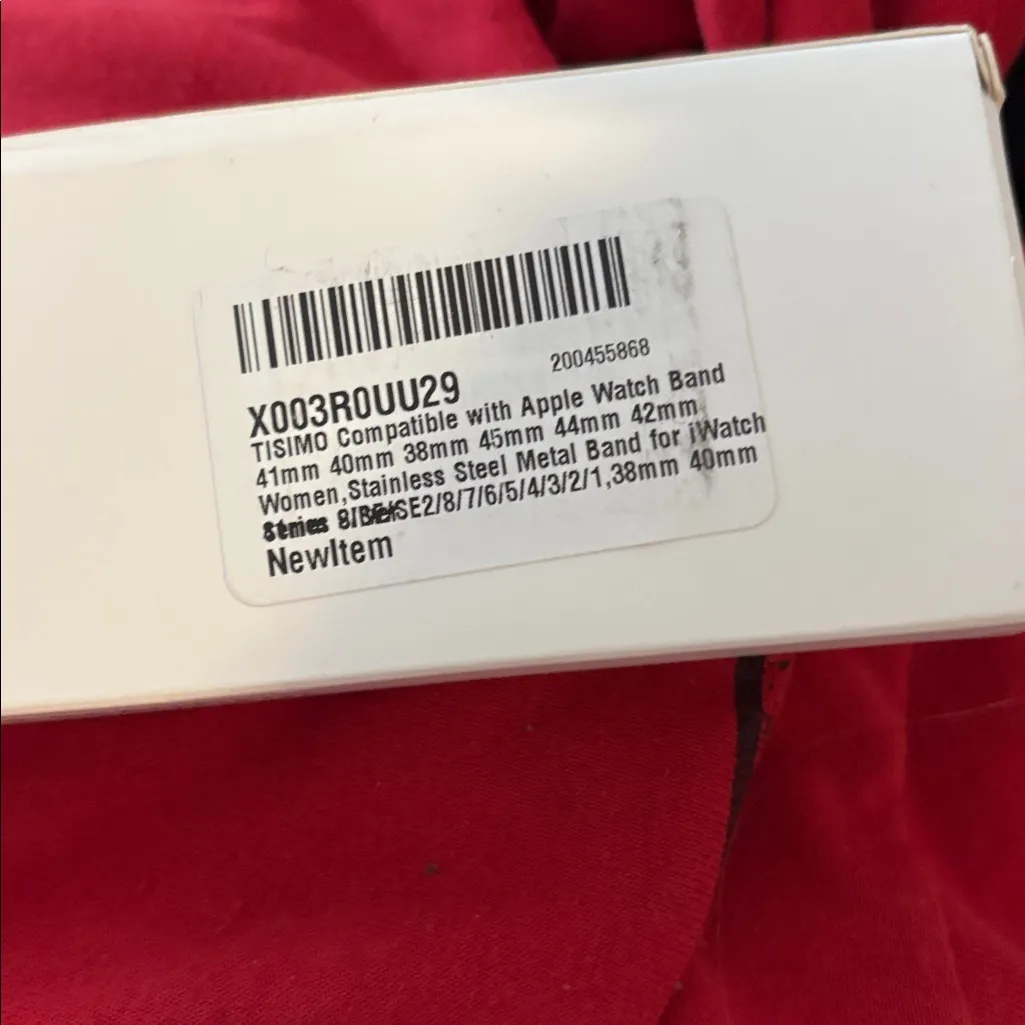 200455868
X003R0UU29
TISIMO Compatible with Apple Watch Band
41mm 40mm 38mm 45mm 44mm 42mm
Women,Stainless Steel Metal Band for iWatch
SE2/8/7/6/5/4/3/2/1,38mm 40mm
NewItem